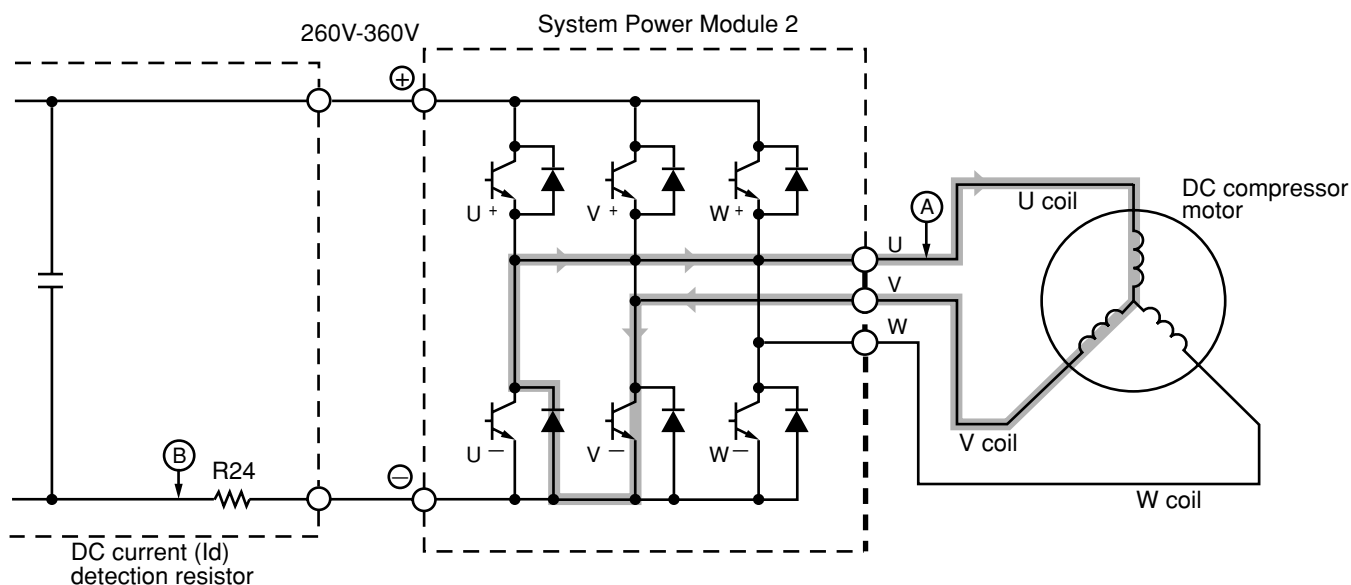 System Power Module 2
260V-360V
+
U +
V +
W +
A
U coil
DC compressor
motor
U
V
W
B
R24
−
U −
V −
W −
V coil
W coil
DC current (Id)
detection resistor